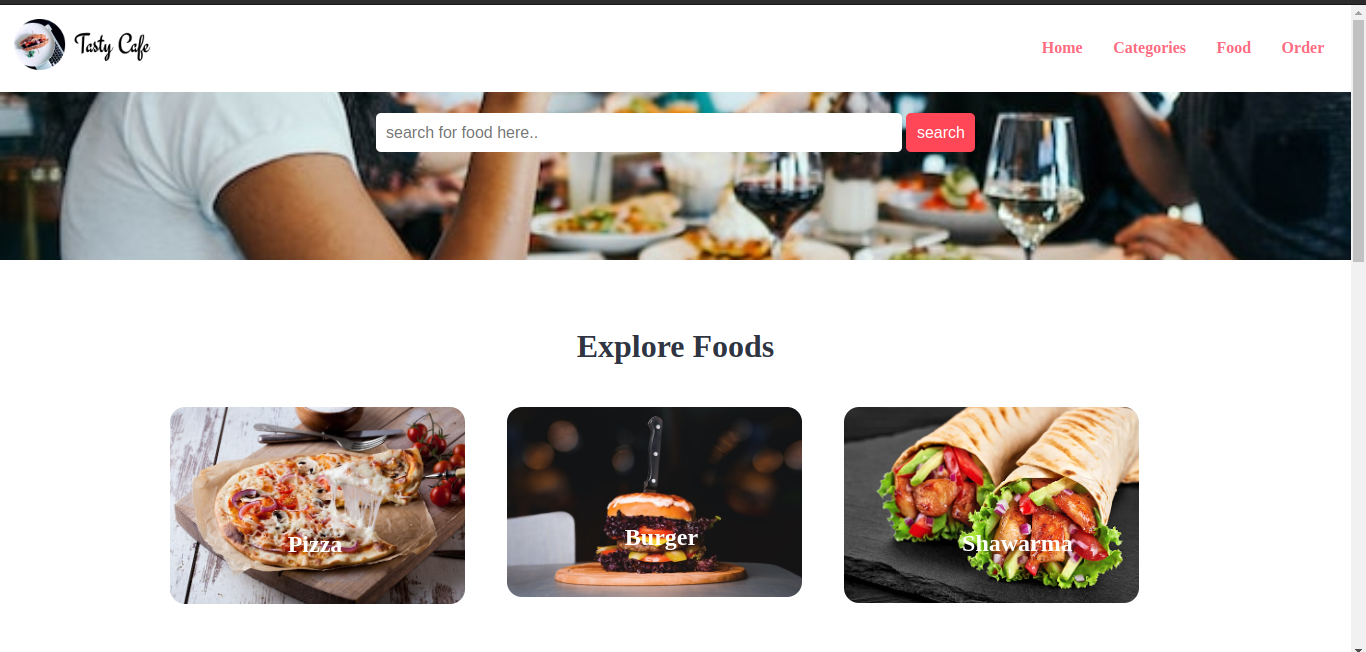 Tasty Cafe
Home Categories Food Order
search for food here..
search
Explore Foods
Pizza
Burger
Shawarma